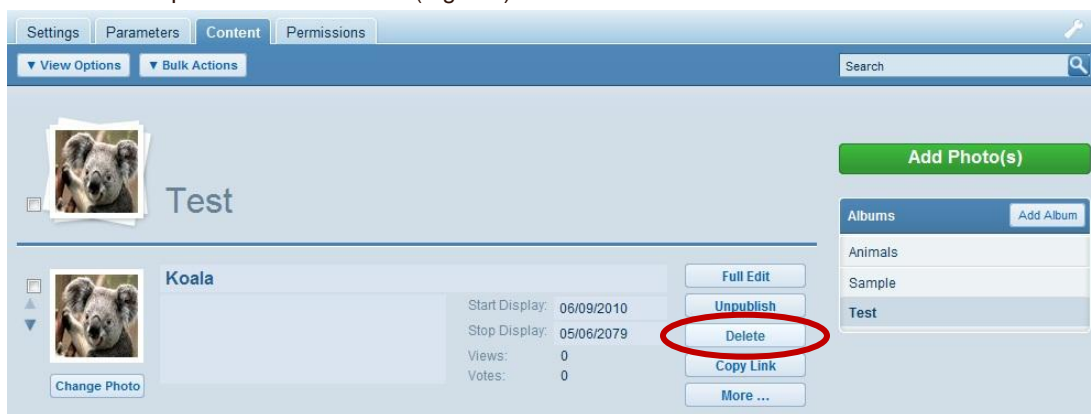 Settings Parameters Content Permissions
▼ View Options ▼ Bulk Actions Search
Add Photo(s)
Test
Albums Add Album
Animals
Koala Full Edit
Sample
Start Display: 06/09/2010 Unpublish
Test
Stop Display: 05/06/2079 Delete
Views: 0
Copy Link
Votes: 0
Change Photo More ...